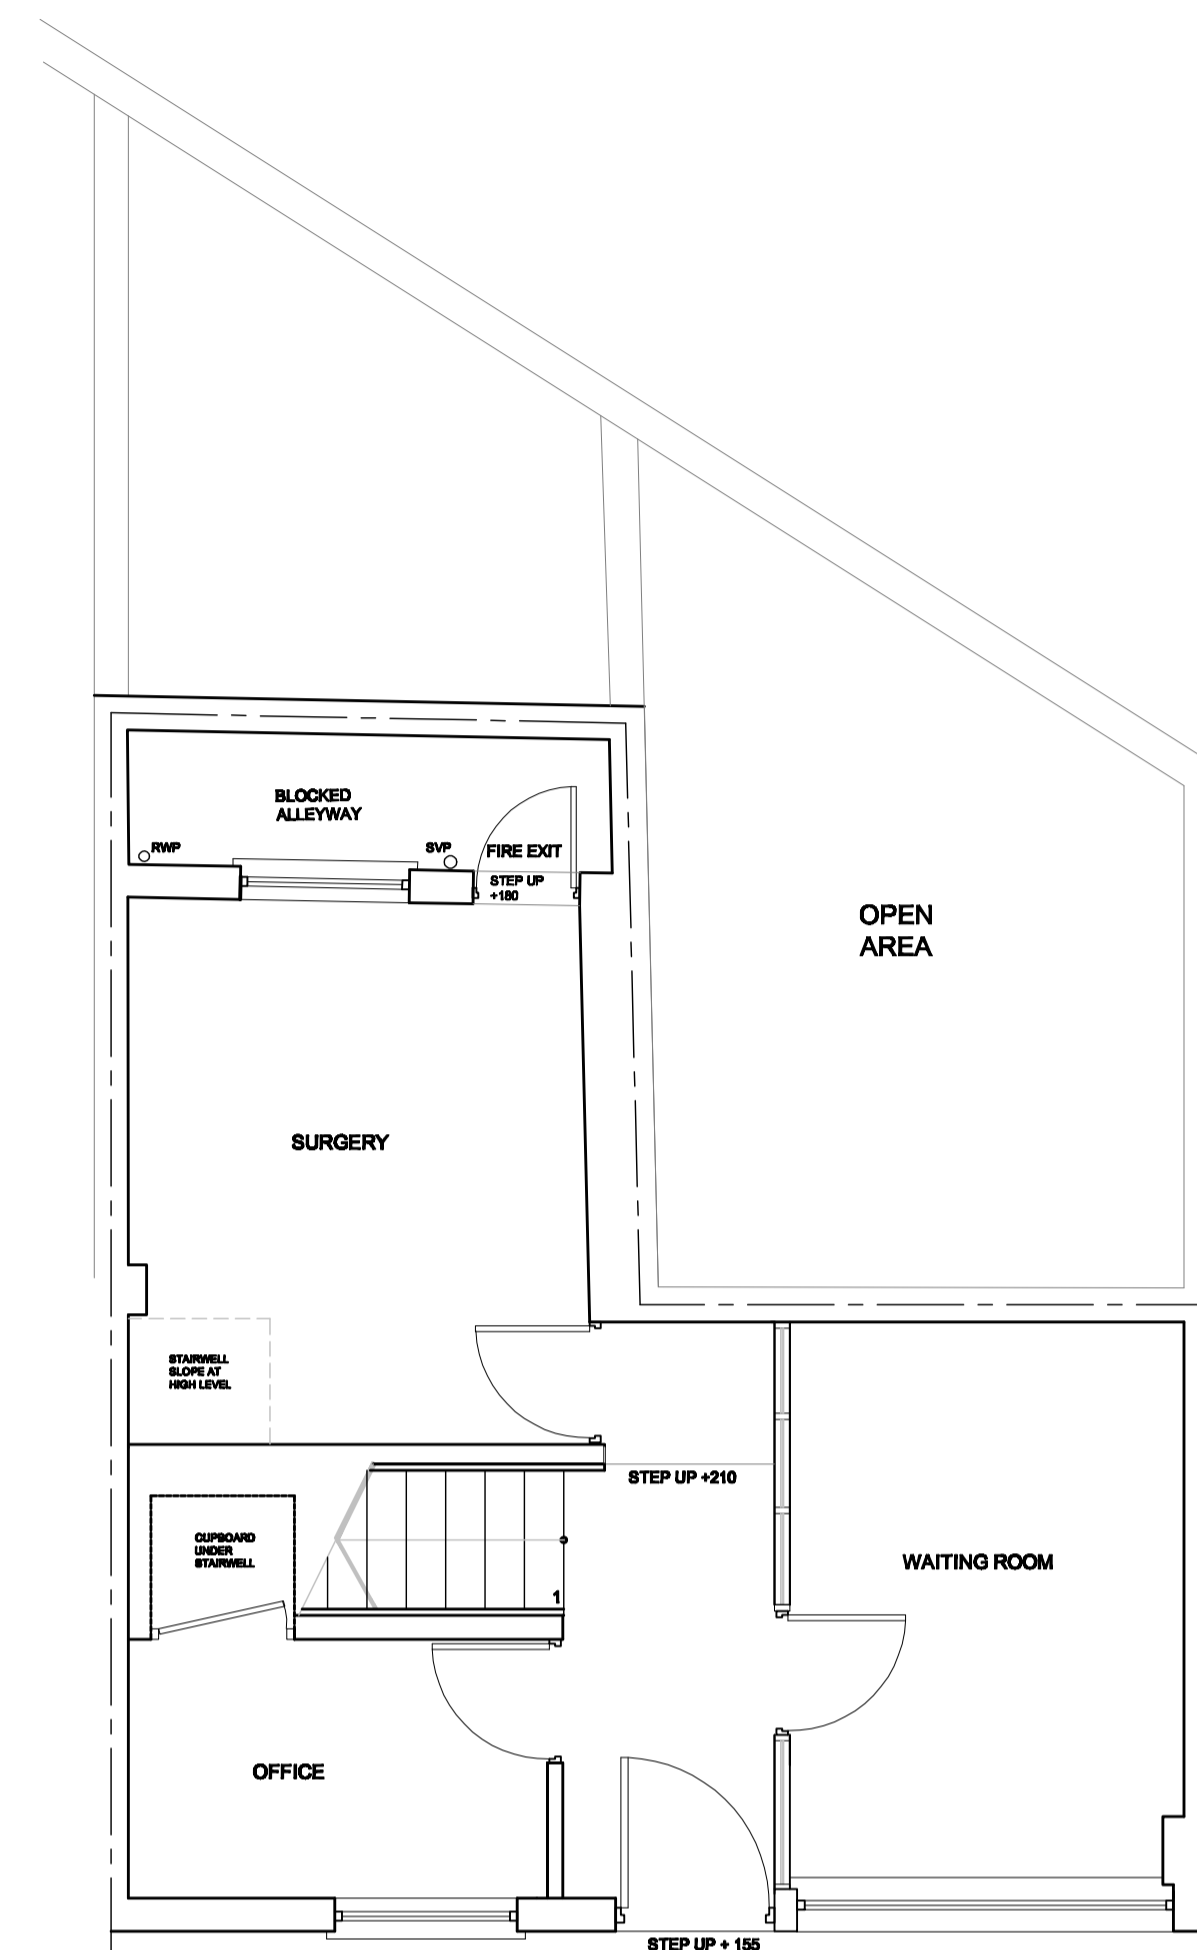 BLOCKED
ALLEYWAY
RWP
SVP
FIRE EXIT
STEP UP
+180
OPEN
AREA
SURGERY
STAIRWELL
SLOPE AT
HIGH LEVEL
STEP UP +210
CUPBOARD
UNDER
STAIRWELL
1
WAITING ROOM
OFFICE
STEP UP + 155